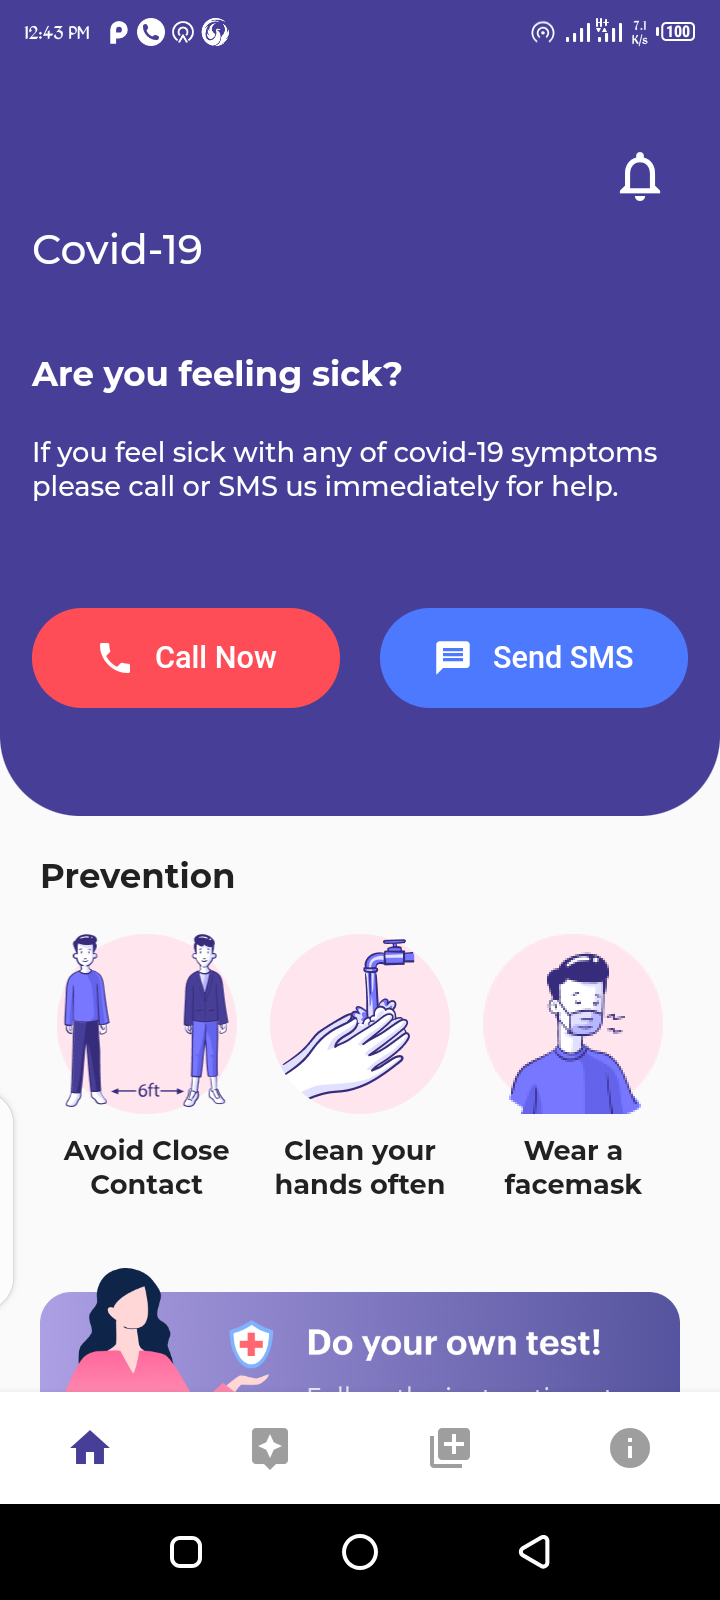 12:43 PM
H+
7.1
K/s
100
Covid-19
Are you feeling sick?
If you feel sick with any of covid-19 symptoms
please call or SMS us immediately for help.
Call Now
Send SMS
Prevention
6ft
Avoid Close
Contact
Clean your
hands often
Wear a
facemask
Do your own test!